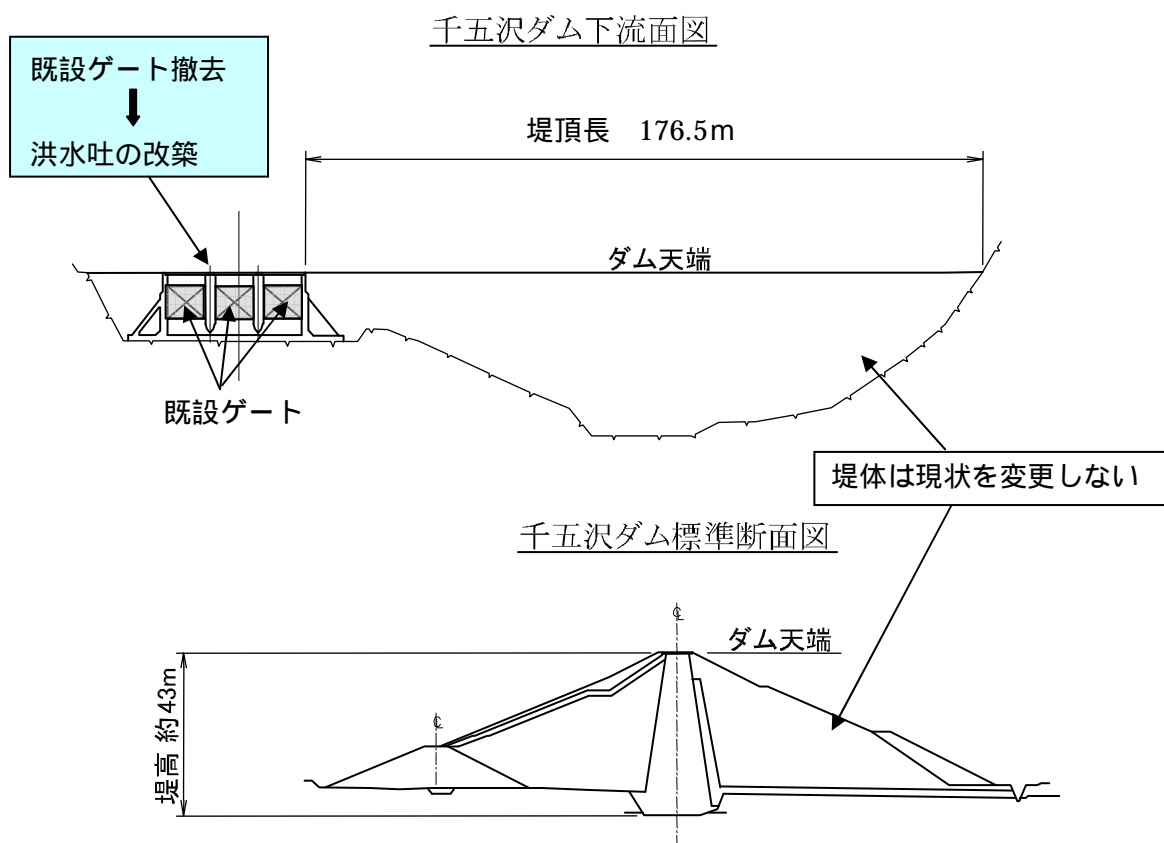 千五沢ダム下流面図
既設ゲート撤去
洪水吐の改築
堤頂長 176.5m
ダム天端
既設ゲート
堤体は現状を変更しない
千五沢ダム標準断面図
℄
ダム天端
堤高 約43m
℄